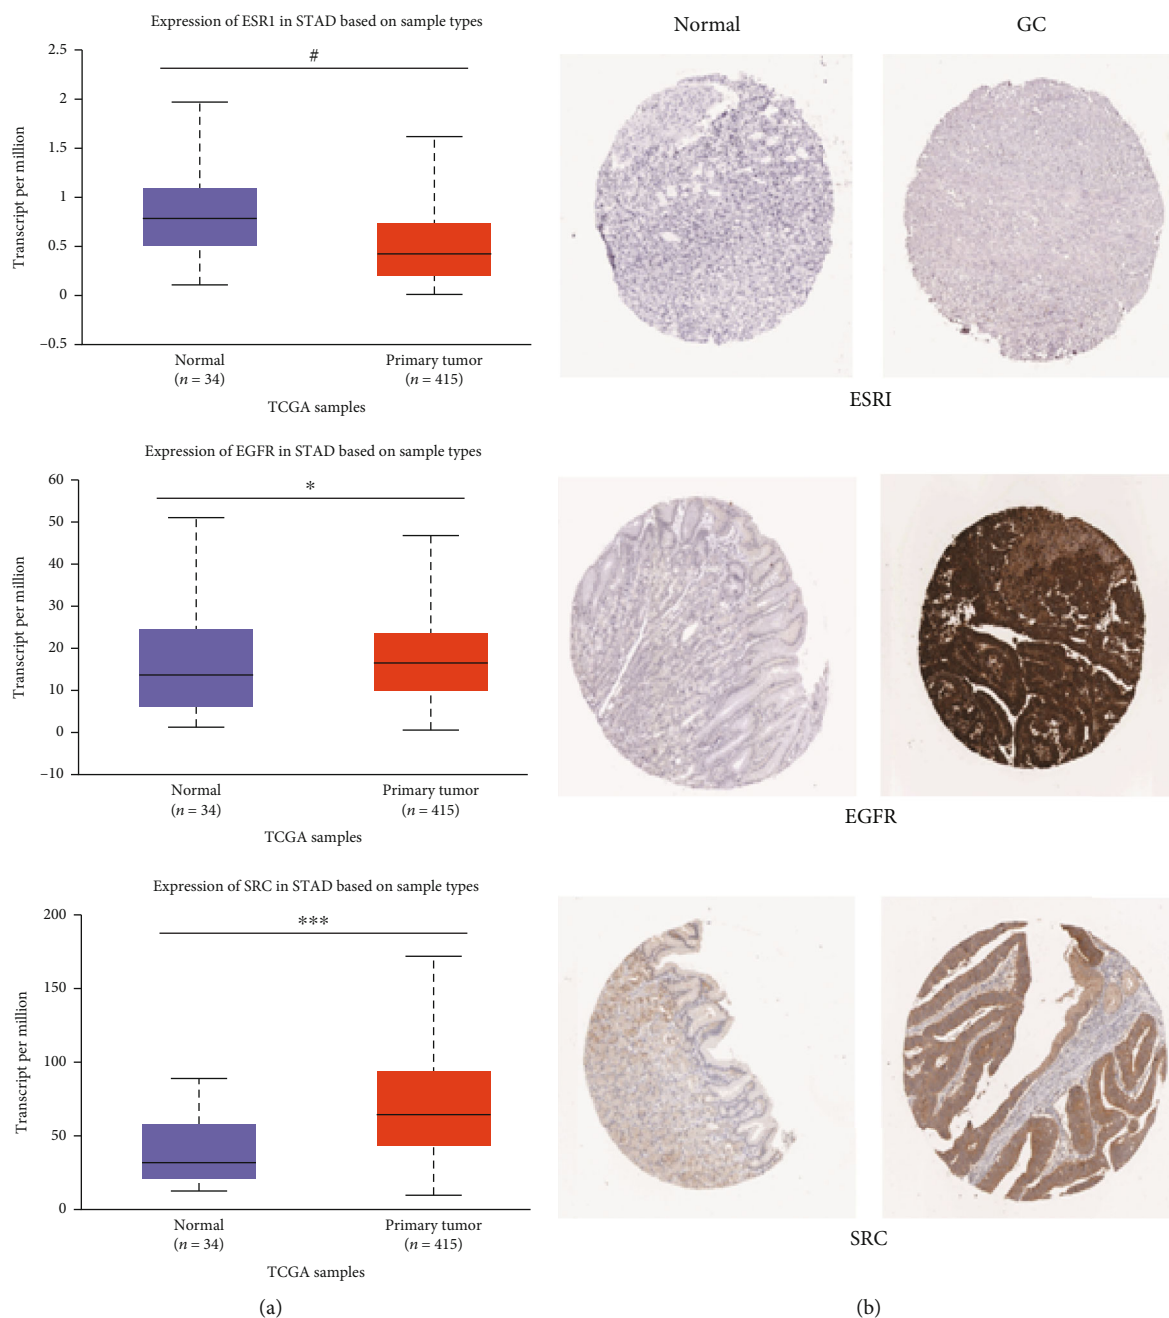 Expression of ESR1 in STAD based on sample types
#
2.5
2
1.5
1
0.5
0
–0.5
Transcript per million
Normal
(n = 34)
Primary tumor
(n = 415)
TCGA samples
Expression of EGFR in STAD based on sample types
*
60
50
40
30
20
10
0
–10
Transcript per million
Normal
(n = 34)
Primary tumor
(n = 415)
TCGA samples
Expression of SRC in STAD based on sample types
***
200
150
100
50
0
Transcript per million
Normal
(n = 34)
Primary tumor
(n = 415)
TCGA samples
(a)
Normal
GC
ESRI
EGFR
SRC
(b)